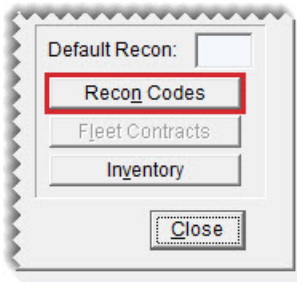 Default Recon:
Recon Codes
Fleet Contracts
Inventory
Close